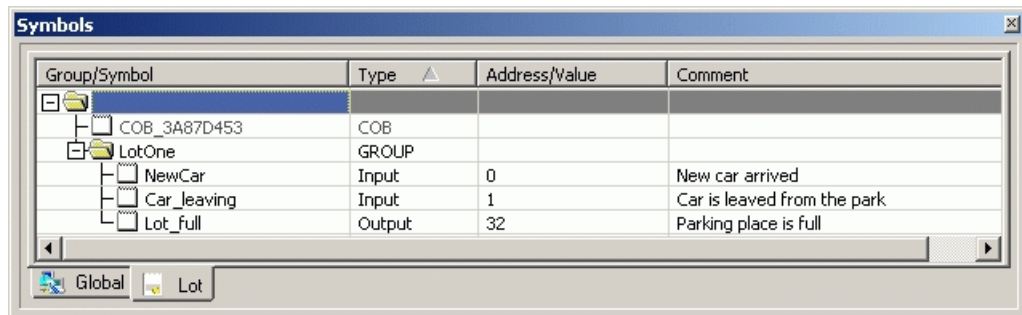 Symbols
Group/Symbol Type Address/Value Comment
COB_3A87D453 COB
LotOne GROUP
NewCar Input 0 New car arrived
Car_leaving Input 1 Car is leaved from the park
Lot_full Output 32 Parking place is full
Global Lot